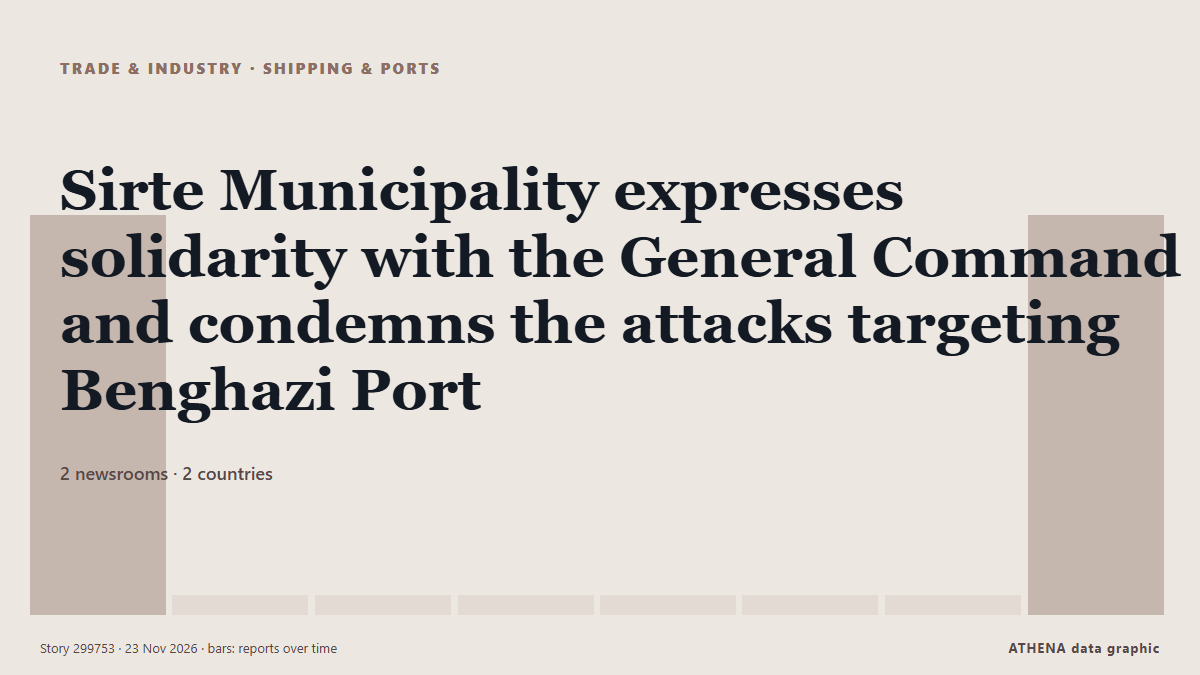 TRADE & INDUSTRY · SHIPPING & PORTS
Sirte Municipality expresses
solidarity with the General Command
and condemns the attacks targeting
Benghazi Port
2 newsrooms · 2 countries
Story 299753 · 23 Nov 2026 · bars: reports over time
ATHENA data graphic